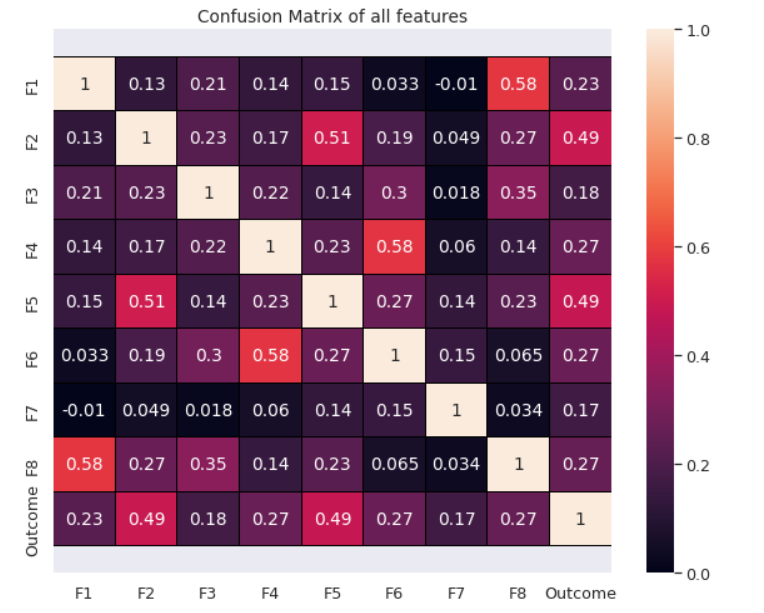 Confusion Matrix of all features
F1 1 0.13 0.21 0.14 0.15 0.033 -0.01 0.58 0.23
F2 0.13 1 0.23 0.17 0.51 0.19 0.049 0.27 0.49
F3 0.21 0.23 1 0.22 0.14 0.3 0.018 0.35 0.18
F4 0.14 0.17 0.22 1 0.23 0.58 0.06 0.14 0.27
F5 0.15 0.51 0.14 0.23 1 0.27 0.14 0.23 0.49
F6 0.033 0.19 0.3 0.58 0.27 1 0.15 0.065 0.27
F7 -0.01 0.049 0.018 0.06 0.14 0.15 1 0.034 0.17
F8 0.58 0.27 0.35 0.14 0.23 0.065 0.034 1 0.27
Outcome 0.23 0.49 0.18 0.27 0.49 0.27 0.17 0.27 1
F1 F2 F3 F4 F5 F6 F7 F8 Outcome
1.0
0.8
0.6
0.4
0.2
0.0